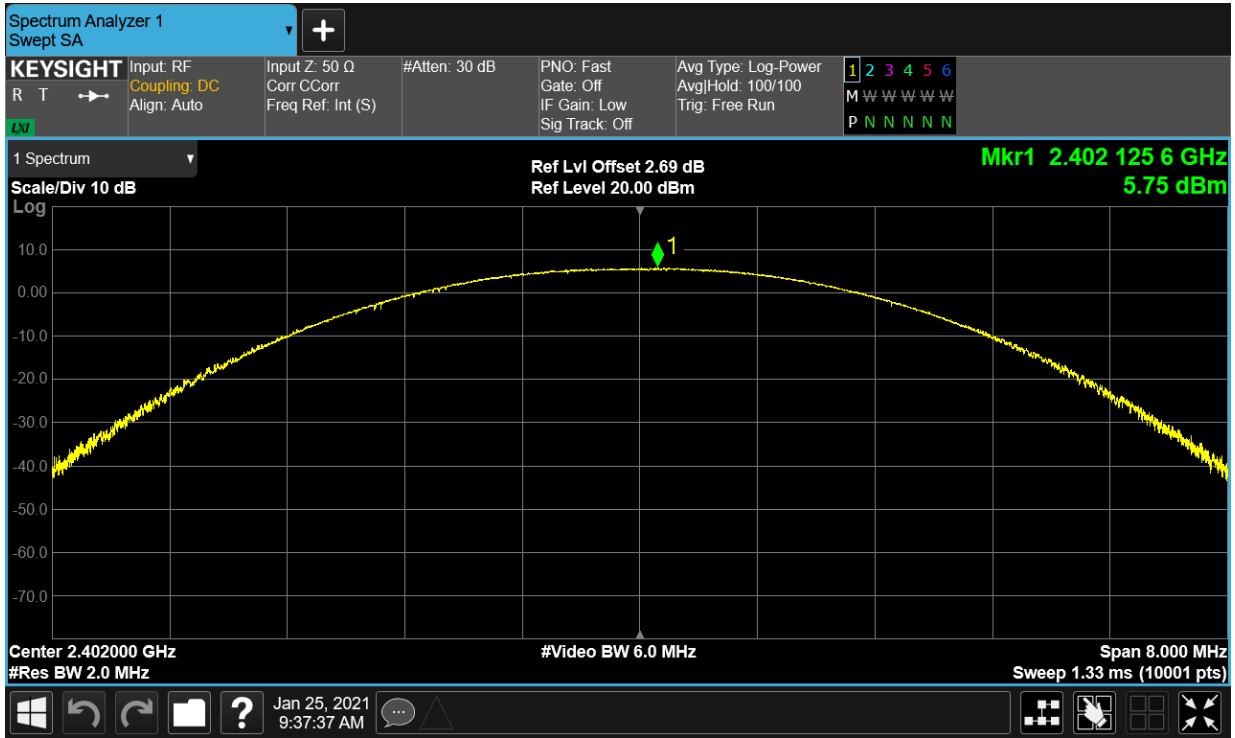 Spectrum Analyzer 1
Swept SA
+
KEYSIGHT
R T
LXI
Input: RF
Coupling: DC
Align: Auto
Input Z: 50 Ω
Corr CCorr
Freq Ref: Int (S)
#Atten: 30 dB
PNO: Fast
Gate: Off
IF Gain: Low
Sig Track: Off
Avg Type: Log-Power
Avg|Hold: 100/100
Trig: Free Run
1 2 3 4 5 6
M W W W W W
P N N N N N
1 Spectrum
Scale/Div 10 dB
Log
Ref Lvl Offset 2.69 dB
Ref Level 20.00 dBm
Mkr1 2.402 125 6 GHz
5.75 dBm
1
10.0
0.00
-10.0
-20.0
-30.0
-40.0
-50.0
-60.0
-70.0
Center 2.402000 GHz
#Res BW 2.0 MHz
#Video BW 6.0 MHz
Span 8.000 MHz
Sweep 1.33 ms (10001 pts)
?
Jan 25, 2021
9:37:37 AM